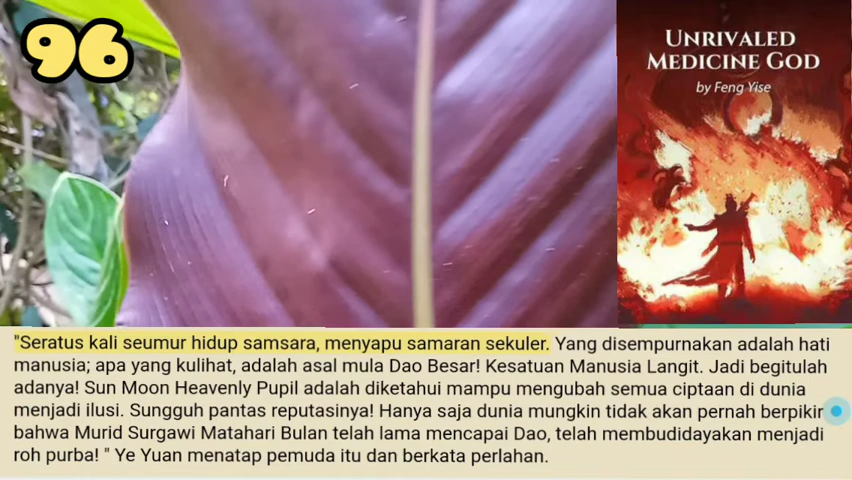 96
UNRIVALED
MEDICINE GOD
by Feng Yise
"Seratus kali seumur hidup samsara, menyapu samaran sekuler. Yang disempurnakan adalah hati
manusia; apa yang kulihat, adalah asal mula Dao Besar! Kesatuan Manusia Langit. Jadi begitulah
adanya! Sun Moon Heavenly Pupil adalah diketahui mampu mengubah semua ciptaan di dunia
menjadi ilusi. Sungguh pantas reputasinya! Hanya saja dunia mungkin tidak akan pernah berpikir
bahwa Murid Surgawi Matahari Bulan telah lama mencapai Dao, telah membudidayakan menjadi
roh purba! " Ye Yuan menatap pemuda itu dan berkata perlahan.